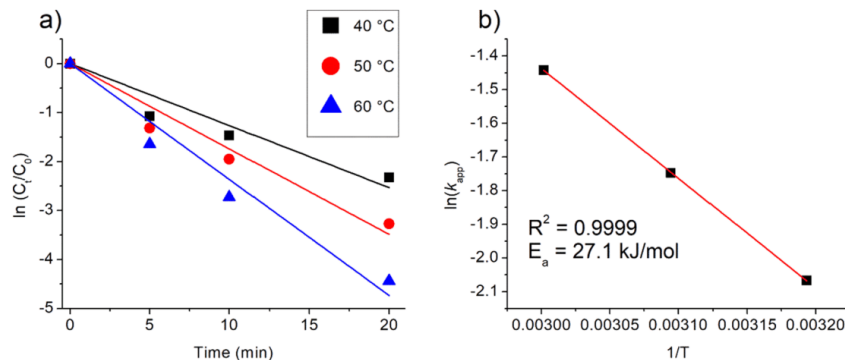 a)
40 °C
50 °C
60 °C
0
-1
-2
-3
-4
-5
ln (Cₜ/C₀)
0
5
10
15
20
Time (min)
b)
-1.4
-1.5
-1.6
-1.7
-1.8
-1.9
-2.0
-2.1
ln(kₐₚₚ)
R² = 0.9999
Eₐ = 27.1 kJ/mol
0.00300
0.00305
0.00310
0.00315
0.00320
1/T